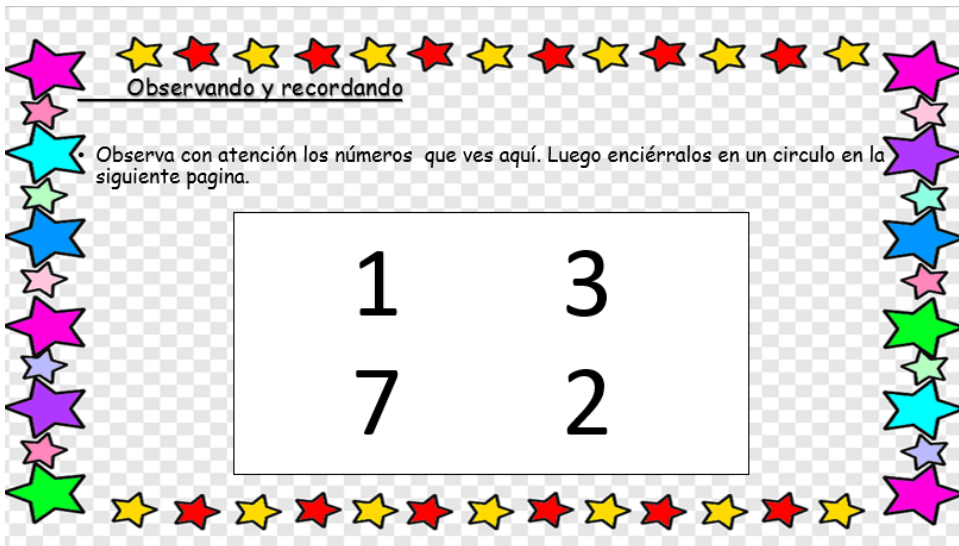 Observando y recordando
• Observa con atención los números que ves aquí. Luego enciérralos en un circulo en la
siguiente pagina.
1 3
7 2